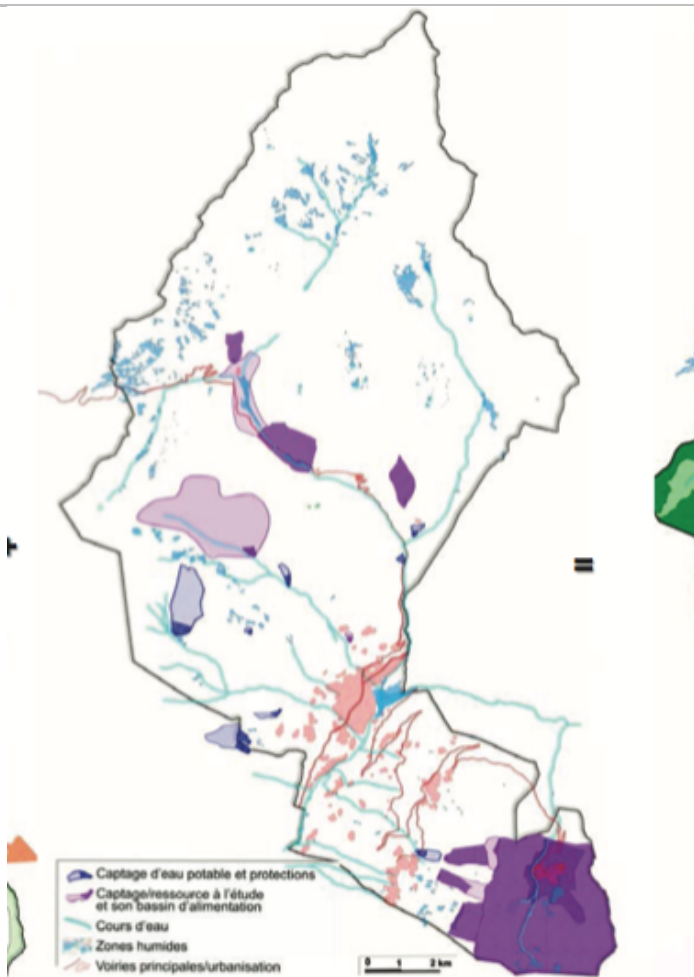 =
Captage d'eau potable et protections
Captage/ressource à l'étude
et son bassin d'alimentation
Cours d'eau
Zones humides
Voiries principales/urbanisation
0 1 2 km